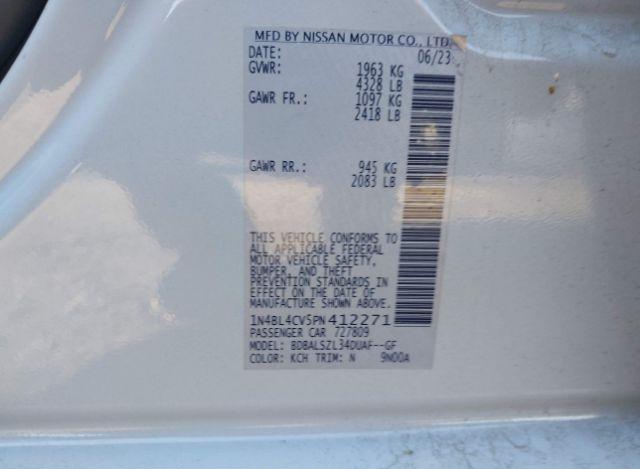 MFD BY NISSAN MOTOR CO., LTD.
DATE: 06/23
GVWR: 1963 KG
4328 LB
GAWR FR.: 1097 KG
2418 LB
GAWR RR.: 945 KG
2083 LB
THIS VEHICLE CONFORMS TO
ALL APPLICABLE FEDERAL
MOTOR VEHICLE SAFETY,
BUMPER, AND THEFT
PREVENTION STANDARDS IN
EFFECT ON THE DATE OF
MANUFACTURE SHOWN ABOVE.
1N4BL4CV5PN412271
PASSENGER CAR 727809
MODEL: BDBALSZL34DUAF--GF
COLOR: KCH TRIM: N 9N00A